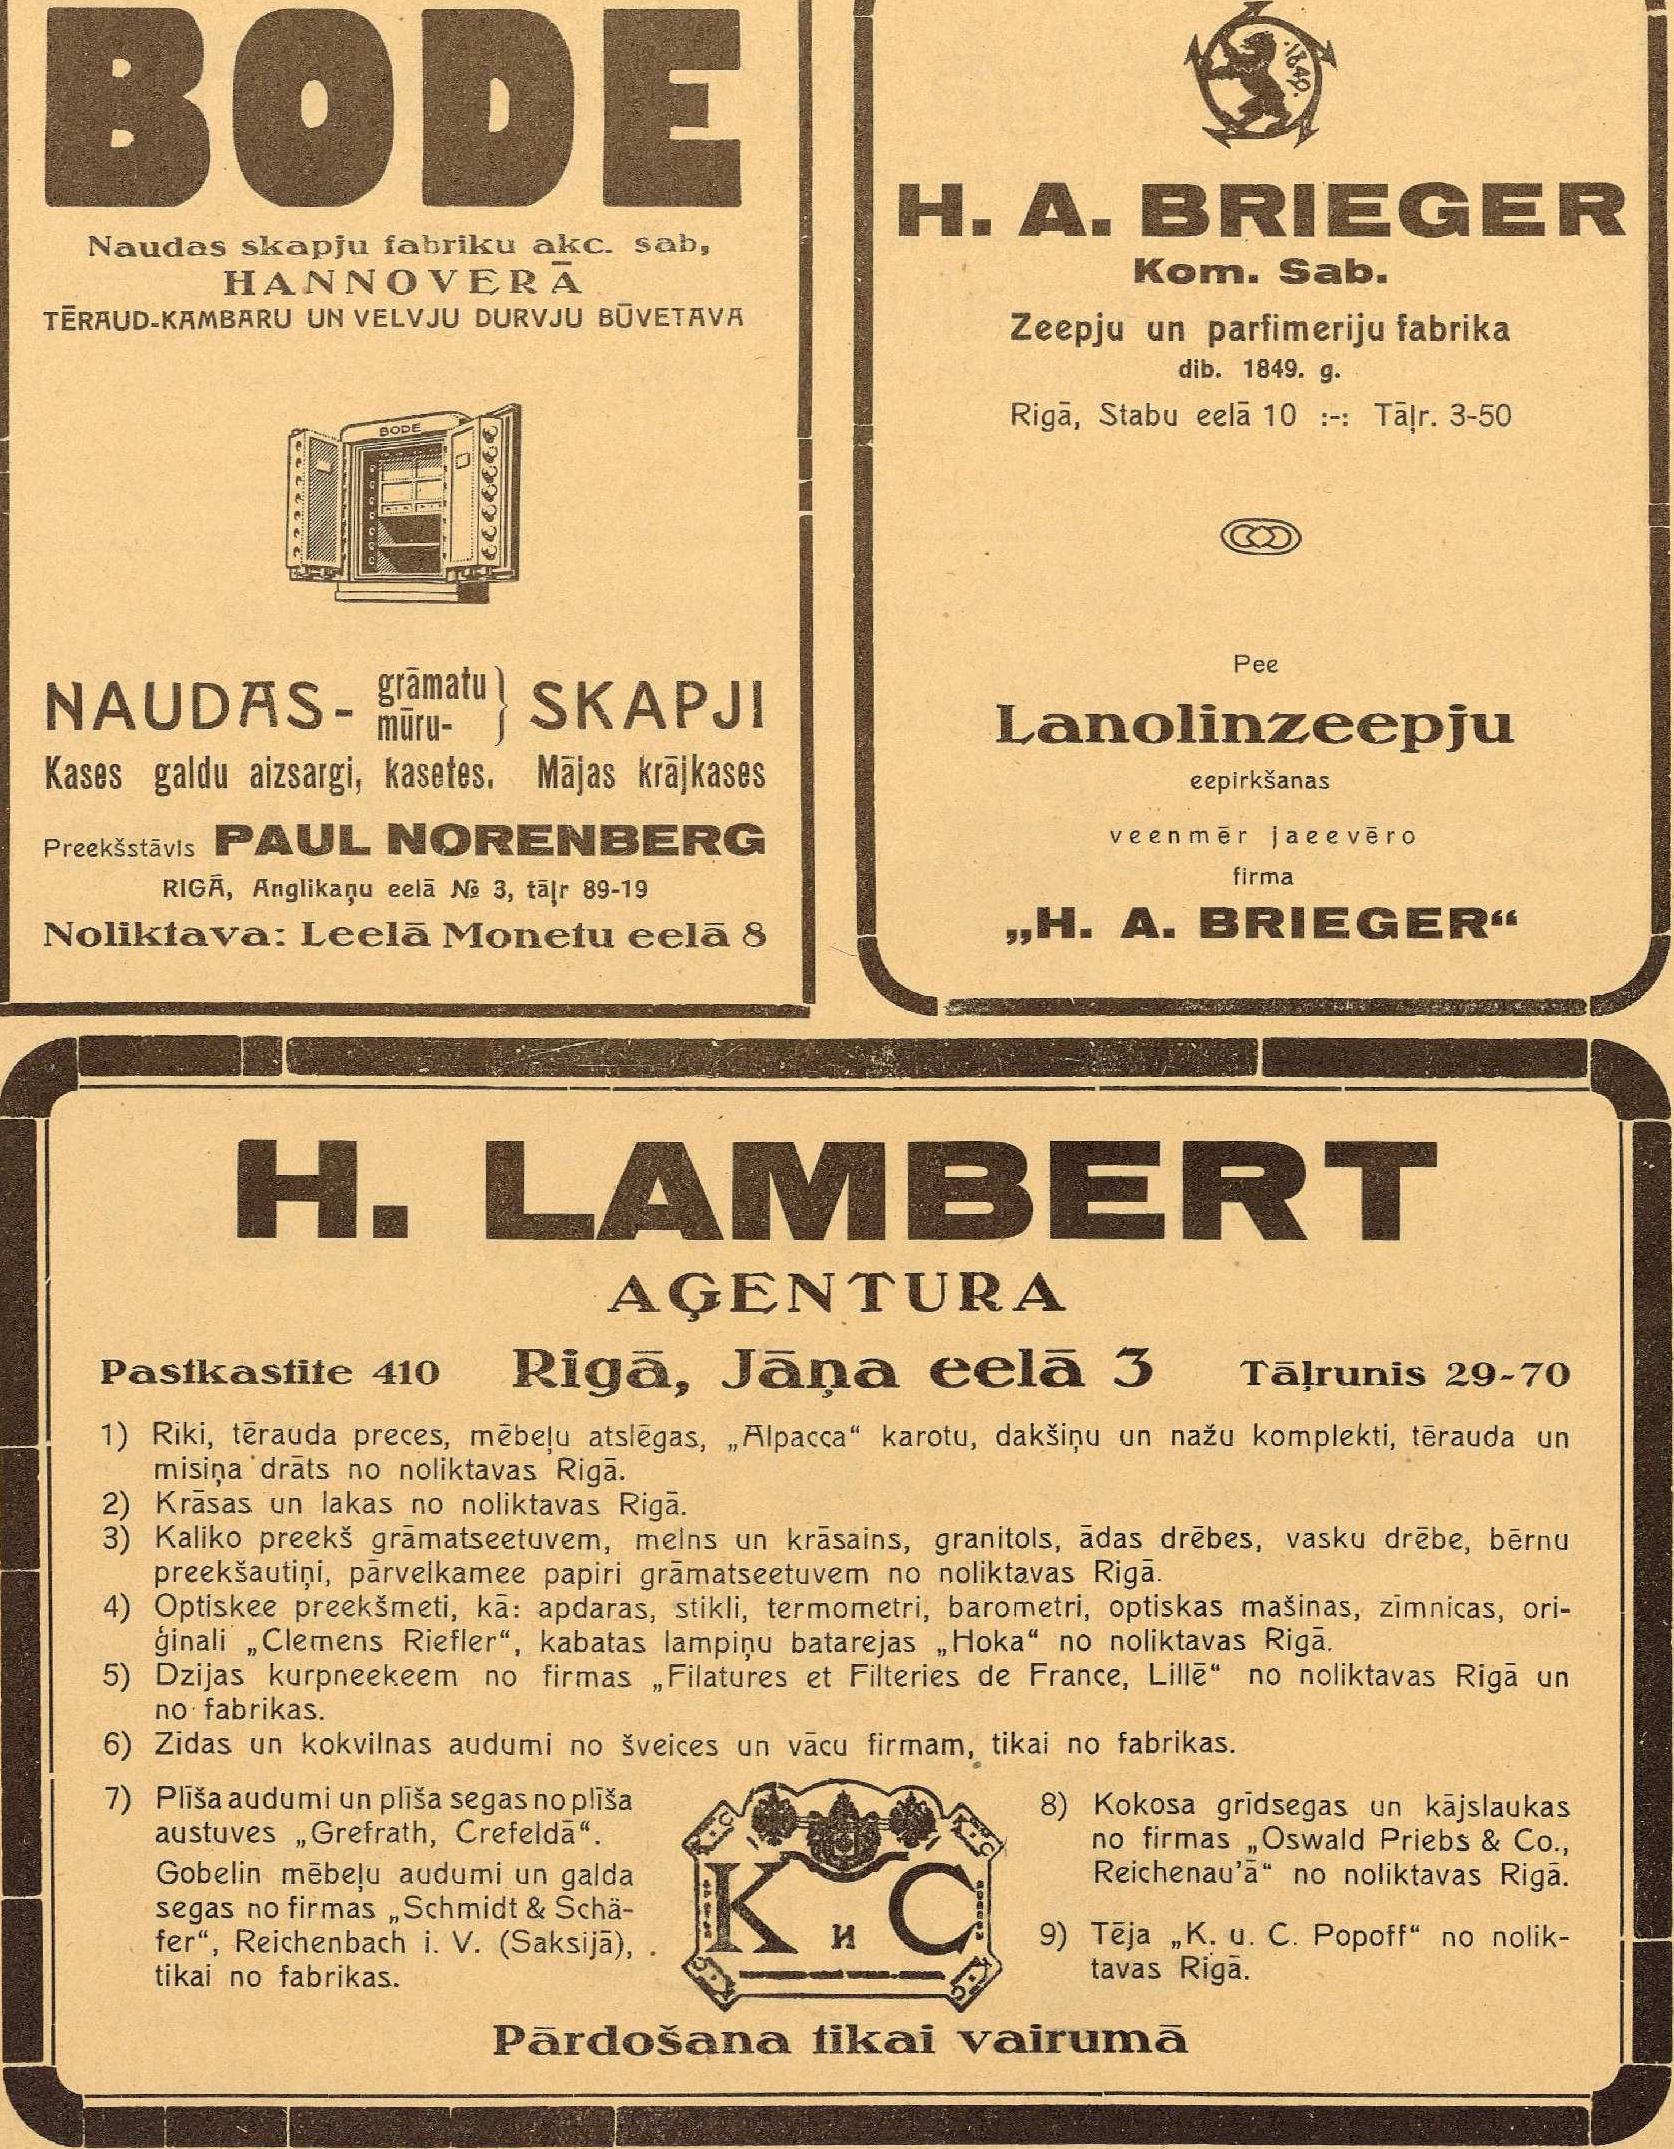 BODE
Naudas skapju fabriku akc. sab,
HANNOVERĀ
TĒRAUD-KAMBARU UN VELVJU DURVJU BŪVETAVA
BODE
NAUDAS- grāmatu mūru- } SKAPJI
Kases galdu aizsargi, kasetes. Mājas krājkases
Preekšstāvis PAUL NORENBERG
RIGĀ, Anglikaņu eelā № 3, tāļr 89-19
Noliktava: Leelā Monetu eelā 8
1849.
H. A. BRIEGER
Kom. Sab.
Zeepju un parfimeriju fabrika
dib. 1849. g.
Rigā, Stabu eelā 10 :-: Tāļr. 3-50
Pee
Lanolinzeepju
eepirkšanas
veenmēr jaeevēro
firma
„H. A. BRIEGER“
H. LAMBERT
AĢENTURA
Pastkastite 410 Rigā, Jāņa eelā 3 Tāļrunis 29-70
1) Riki, tērauda preces, mēbeļu atslēgas, „Alpacca“ karotu, dakšiņu un nažu komplekti, tērauda un
misiņa drāts no noliktavas Rigā.
2) Krāsas un lakas no noliktavas Rigā.
3) Kaliko preekš grāmatseetuvem, melns un krāsains, granitols, ādas drēbes, vasku drēbe, bērnu
preekšautiņi, pārvelkamee papiri grāmatseetuvem no noliktavas Rigā.
4) Optiskee preekšmeti, kā: apdaras, stikli, termometri, barometri, optiskas mašinas, zimnicas, ori-
ģinali „Clemens Riefler“, kabatas lampiņu batarejas „Hoka“ no noliktavas Rigā.
5) Dzijas kurpneekeem no firmas „Filatures et Filteries de France, Lillē“ no noliktavas Rigā un
no fabrikas.
6) Zidas un kokvilnas audumi no šveices un vācu firmam, tikai no fabrikas.
7) Plīša audumi un plīša segas no plīša
austuves „Grefrath, Crefeldā“.
Gobelin mēbeļu audumi un galda
segas no firmas „Schmidt & Schä-
fer“, Reichenbach i. V. (Saksijā),
tikai no fabrikas.
К и С
8) Kokosa grīdsegas un kājslaukas
no firmas „Oswald Priebs & Co.,
Reichenau'ā“ no noliktavas Rigā.
9) Tēja „K. u. C. Popoff“ no nolik-
tavas Rigā.
Pārdošana tikai vairumā